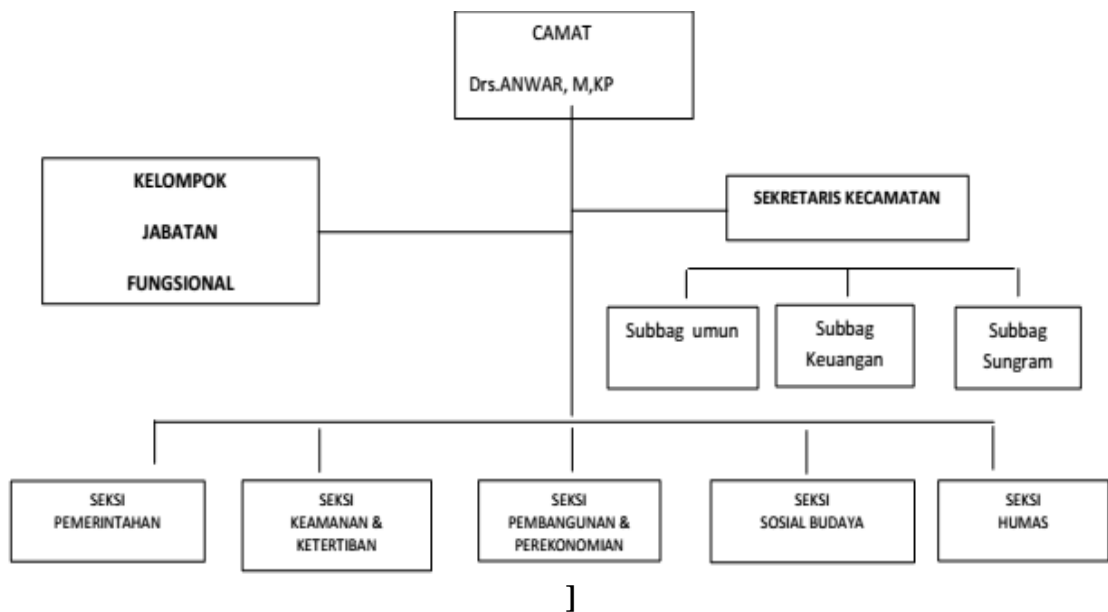 CAMAT
Drs.ANWAR, M,KP
KELOMPOK
JABATAN
FUNGSIONAL
SEKRETARIS KECAMATAN
Subbag umun
Subbag
Keuangan
Subbag
Sungram
SEKSI
PEMERINTAHAN
SEKSI
KEAMANAN &
KETERTIBAN
SEKSI
PEMBANGUNAN &
PEREKONOMIAN
SEKSI
SOSIAL BUDAYA
SEKSI
HUMAS
]